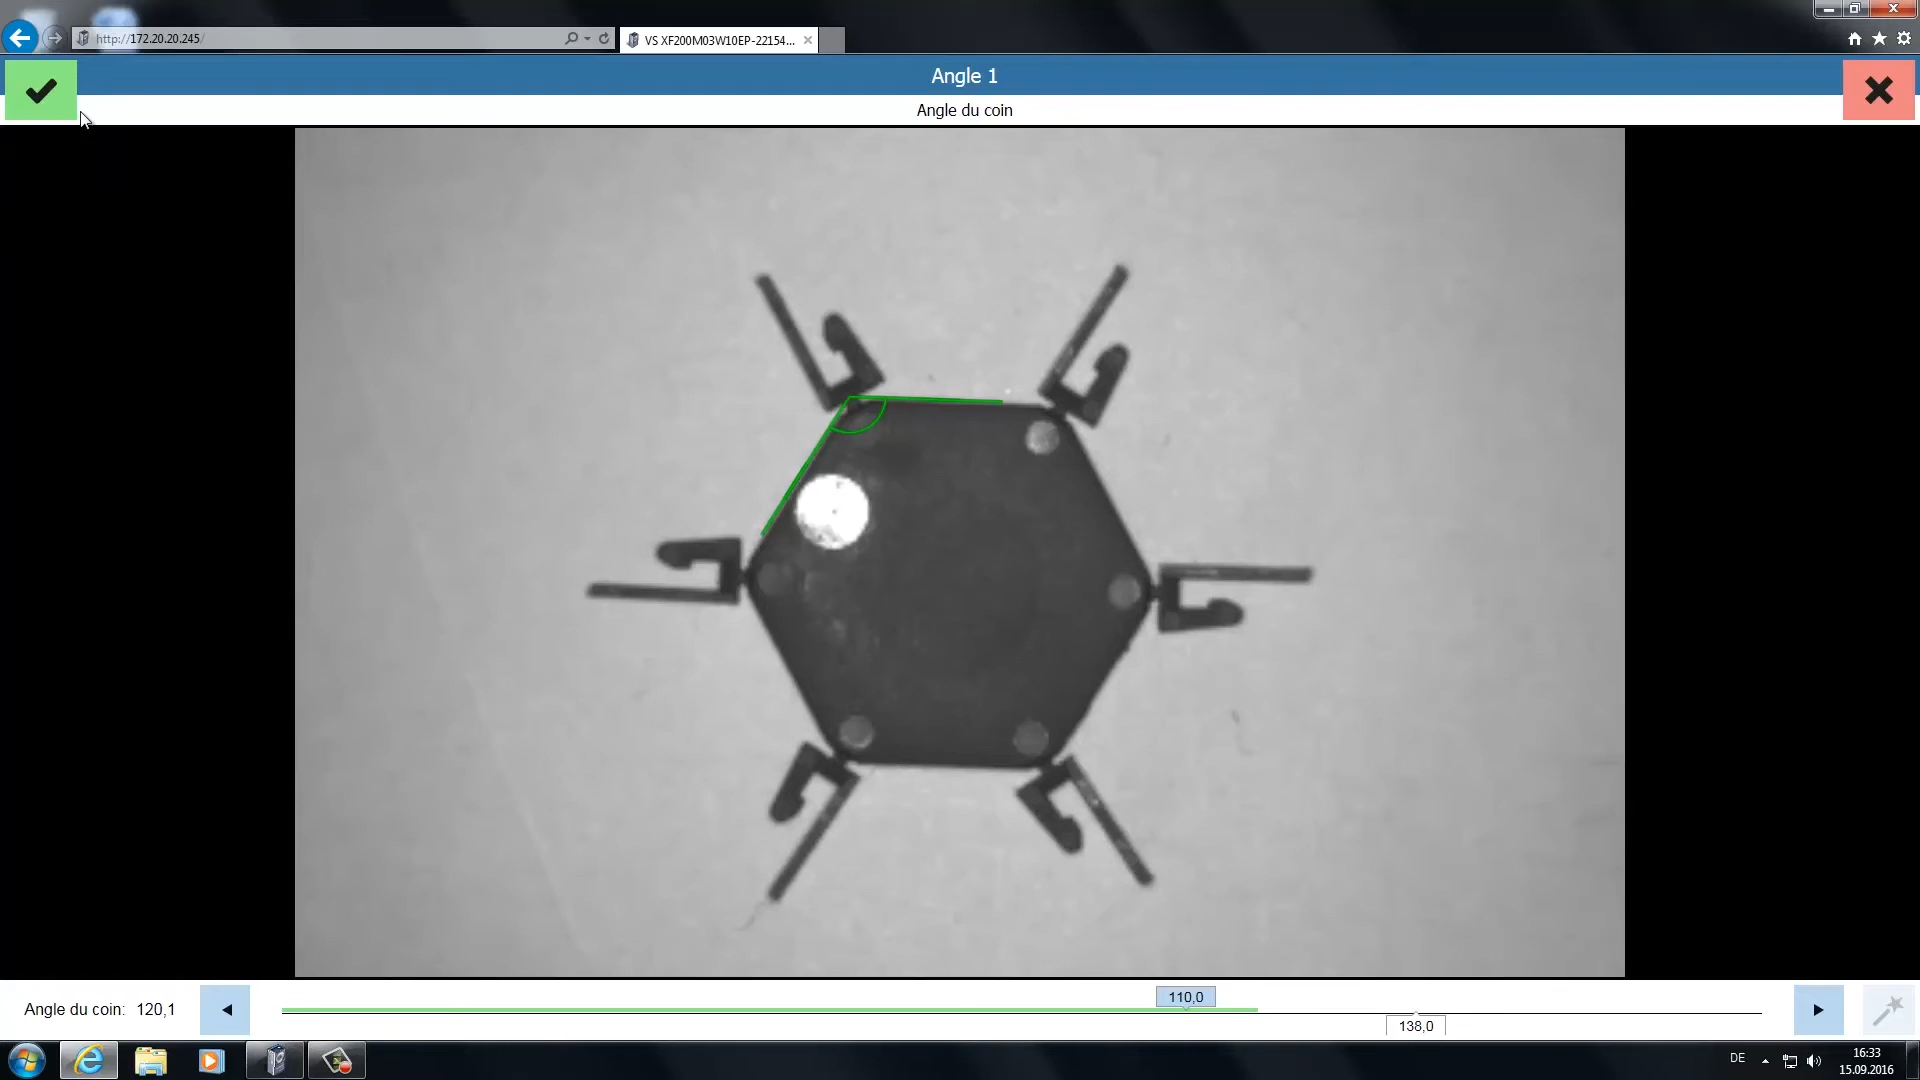 http://172.20.20.245/
VS XF200M03W10EP-22154...
Angle 1
Angle du coin
Angle du coin: 120,1
110,0
138,0
DE
16:33
15.09.2016